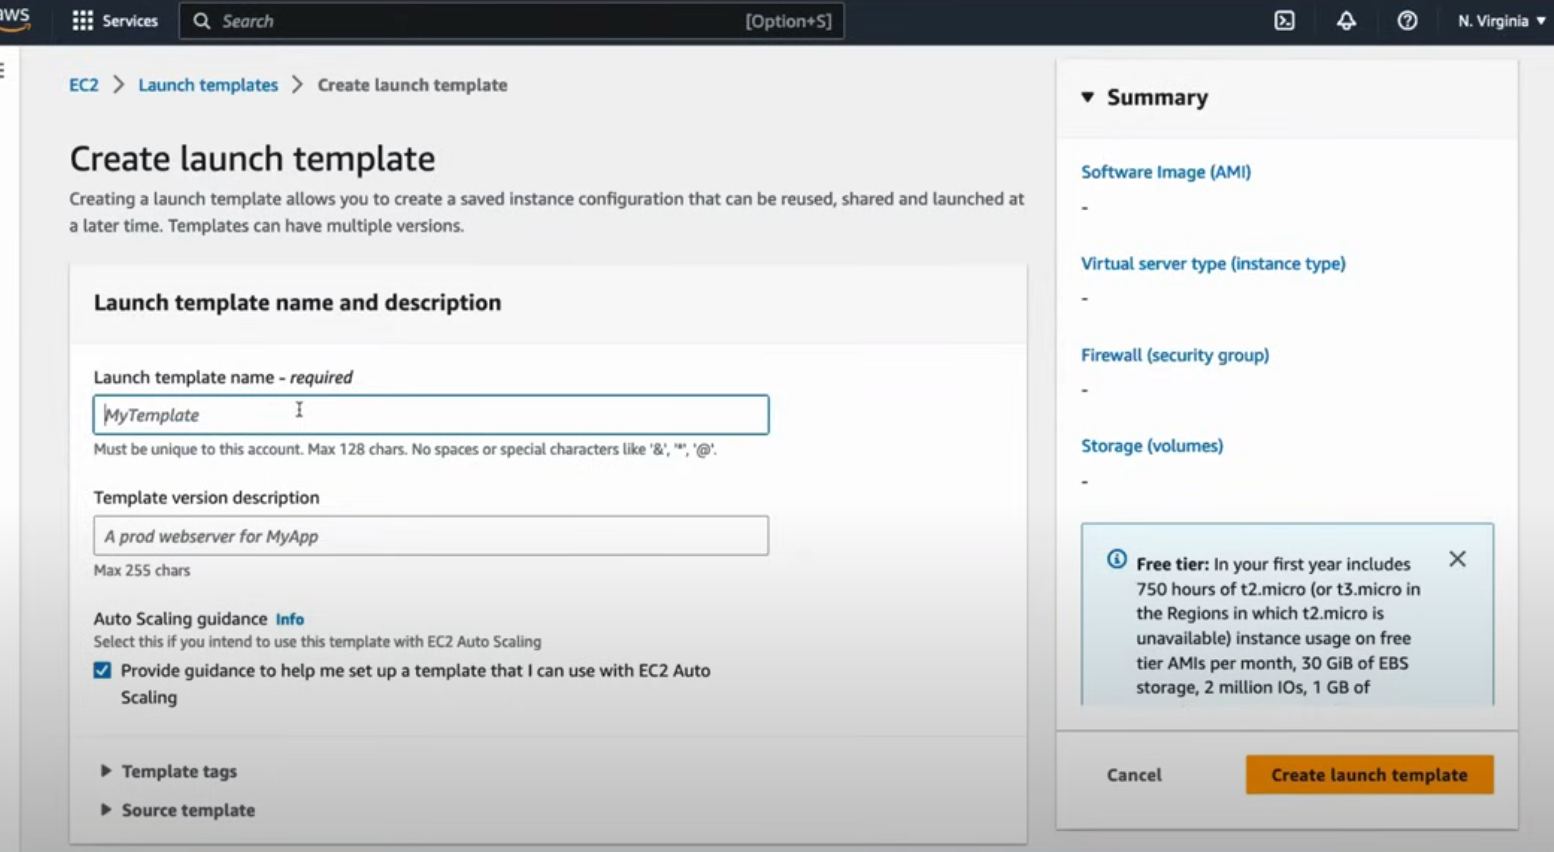 aws
Services
Search
[Option+S]
N. Virginia ▼
EC2 > Launch templates > Create launch template
Create launch template
Creating a launch template allows you to create a saved instance configuration that can be reused, shared and launched at
a later time. Templates can have multiple versions.
Launch template name and description
Launch template name - required
MyTemplate
Must be unique to this account. Max 128 chars. No spaces or special characters like '&', '*', '@'.
Template version description
A prod webserver for MyApp
Max 255 chars
Auto Scaling guidance Info
Select this if you intend to use this template with EC2 Auto Scaling
Provide guidance to help me set up a template that I can use with EC2 Auto
Scaling
Template tags
Source template
Summary
Software Image (AMI)
-
Virtual server type (instance type)
-
Firewall (security group)
-
Storage (volumes)
-
Free tier: In your first year includes
750 hours of t2.micro (or t3.micro in
the Regions in which t2.micro is
unavailable) instance usage on free
tier AMIs per month, 30 GiB of EBS
storage, 2 million IOs, 1 GB of
Cancel
Create launch template